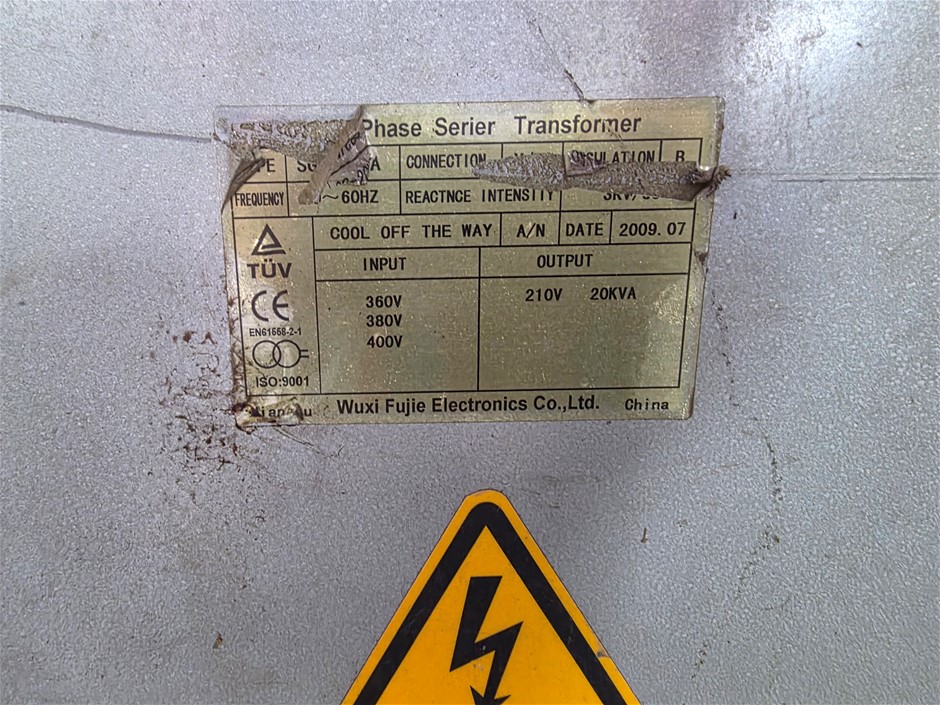 Phase Serier Transformer
CONNECTION B
FREQUENCY ~60HZ REACTNCE INTENSITY
COOL OFF THE WAY A/N DATE 2009.07
TÜV
INPUT OUTPUT
360V 210V 20KVA
380V
400V
CE
EN61558-2-1
ISO:9001
Wuxi Fujie Electronics Co.,Ltd. China